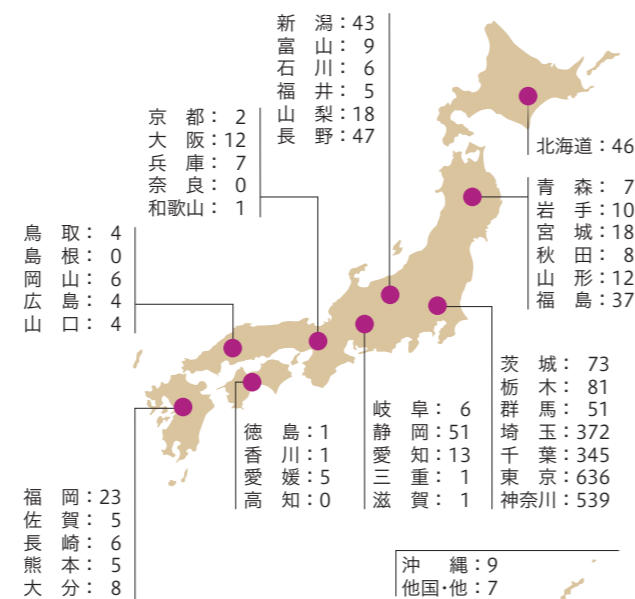 新　潟：43
富　山：9
石　川：6
福　井：5
山　梨：18
長　野：47
京　都：2
大　阪：12
兵　庫：7
奈　良：0
和歌山：1
北海道：46
青　森：7
岩　手：10
宮　城：18
秋　田：8
山　形：12
福　島：37
鳥　取：4
島　根：0
岡　山：6
広　島：4
山　口：4
茨　城：73
栃　木：81
群　馬：51
埼　玉：372
千　葉：345
東　京：636
神奈川：539
岐　阜：6
静　岡：51
愛　知：13
三　重：1
滋　賀：1
徳　島：1
香　川：1
愛　媛：5
高　知：0
福　岡：23
佐　賀：5
長　崎：6
熊　本：5
大　分：8
沖　縄：9
他国・他：7